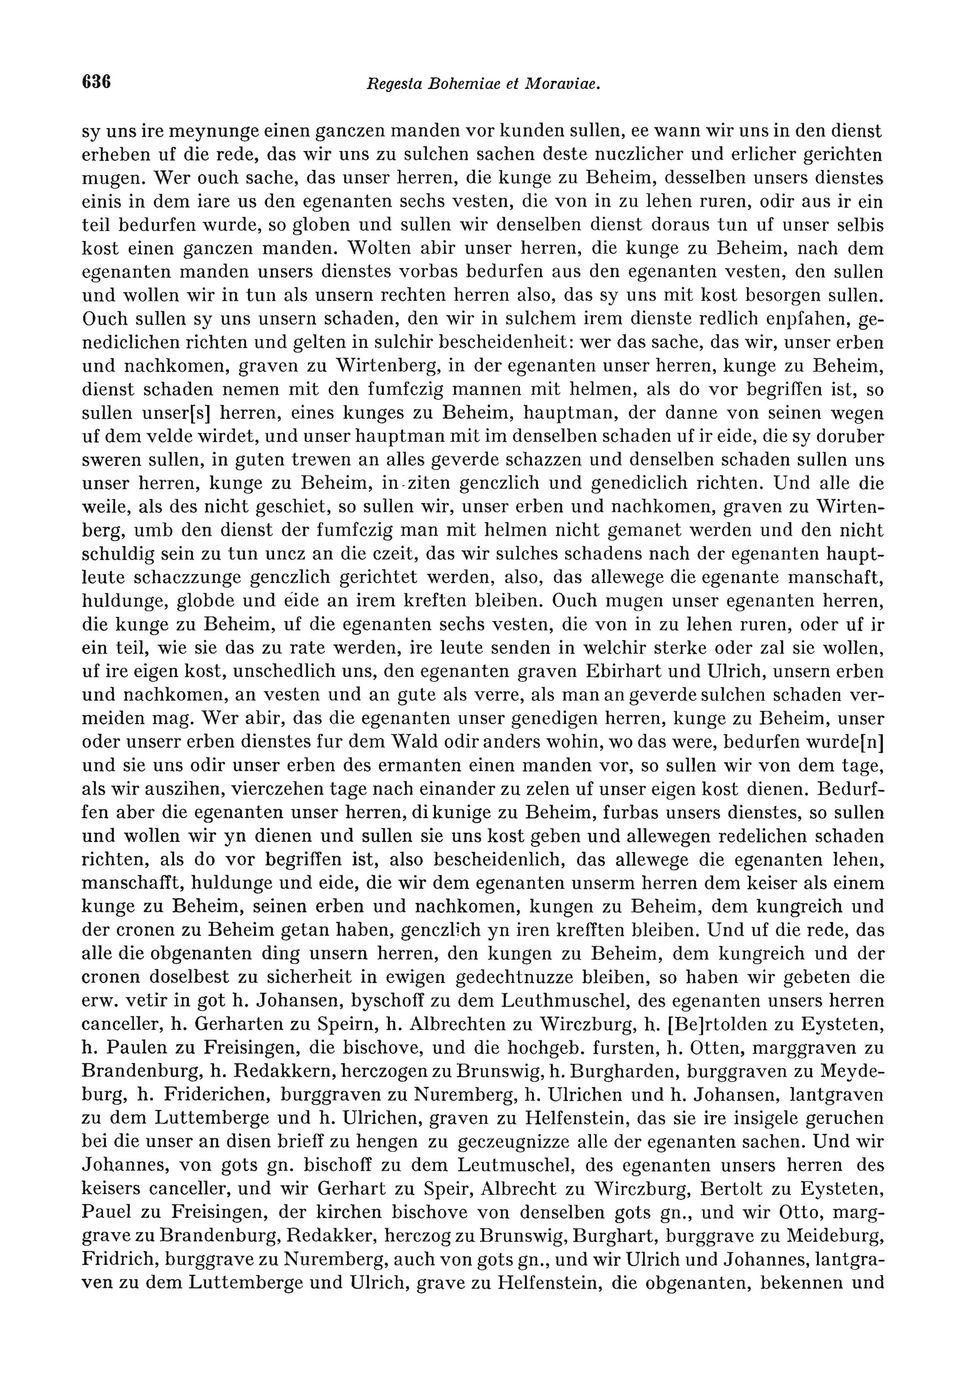 636 Regesta Bohemiae et Moraviae.
sy uns ire meynunge einen ganczen manden vor kunden sullen, ee wann wir uns in den dienst
erheben uf die rede, das wir uns zu sulchen sachen deste nuczlicher und erlicher gerichten
mugen. Wer ouch sache, das unser herren, die kunge zu Beheim, desselben unsers dienstes
einis in dem iare us den egenanten sechs vesten, die von in zu lehen ruren, odir aus ir ein
teil bedurfen wurde, so globen und sullen wir denselben dienst doraus tun uf unser selbis
kost einen ganczen manden. Wolten abir unser herren, die kunge zu Beheim, nach dem
egenanten manden unsers dienstes vorbas bedurfen aus den egenanten vesten, den sullen
und wollen wir in tun als unsern rechten herren also, das sy uns mit kost besorgen sullen.
Ouch sullen sy uns unsern schaden, den wir in sulchem irem dienste redlich enpfahen, ge-
nediclichen richten und gelten in sulchir bescheidenheit: wer das sache, das wir, unser erben
und nachkomen, graven zu Wirtenberg, in der egenanten unser herren, kunge zu Beheim,
dienst schaden nemen mit den fumfczig mannen mit helmen, als do vor begriffen ist, so
sullen unser[s] herren, eines kunges zu Beheim, hauptman, der danne von seinen wegen
uf dem velde wirdet, und unser hauptman mit im denselben schaden uf ir eide, die sy doruber
sweren sullen, in guten trewen an alles geverde schazzen und denselben schaden sullen uns
unser herren, kunge zu Beheim, in ziten genczlich und genediclich richten. Und alle die
weile, als des nicht geschiet, so sullen wir, unser erben und nachkomen, graven zu Wirten-
berg, umb den dienst der fumfczig man mit helmen nicht gemanet werden und den nicht
schuldig sein zu tun uncz an die czeit, das wir sulches schadens nach der egenanten haupt-
leute schaczzunge genczlich gerichtet werden, also, das allewege die egenante manschaft,
huldunge, globde und eide an irem kreften bleiben. Ouch mugen unser egenanten herren,
die kunge zu Beheim, uf die egenanten sechs vesten, die von in zu lehen ruren, oder uf ir
ein teil, wie sie das zu rate werden, ire leute senden in welchir sterke oder zal sie wollen,
uf ire eigen kost, unschedlich uns, den egenanten graven Ebirhart und Ulrich, unsern erben
und nachkomen, an vesten und an gute als verre, als man an geverde sulchen schaden ver-
meiden mag. Wer abir, das die egenanten unser genedigen herren, kunge zu Beheim, unser
oder unserr erben dienstes fur dem Wald odir anders wohin, wo das were, bedurfen wurde[n]
und sie uns odir unser erben des ermanten einen manden vor, so sullen wir von dem tage,
als wir auszihen, vierczehen tage nach einander zu zelen uf unser eigen kost dienen. Bedurf-
fen aber die egenanten unser herren, di kunige zu Beheim, furbas unsers dienstes, so sullen
und wollen wir yn dienen und sullen sie uns kost geben und allewegen redelichen schaden
richten, als do vor begriffen ist, also bescheidenlich, das allewege die egenanten lehen,
manschafft, huldunge und eide, die wir dem egenanten unserm herren dem keiser als einem
kunge zu Beheim, seinen erben und nachkomen, kungen zu Beheim, dem kungreich und
der cronen zu Beheim getan haben, genczlich yn iren krefften bleiben. Und uf die rede, das
alle die obgenanten ding unsern herren, den kungen zu Beheim, dem kungreich und der
cronen doselbest zu sicherheit in ewigen gedechtnuzze bleiben, so haben wir gebeten die
erw. vetir in got h. Johansen, byschoff zu dem Leuthmuschel, des egenanten unsers herren
canceller, h. Gerharten zu Speirn, h. Albrechten zu Wirczburg, h. [Be]rtolden zu Eysteten,
h. Paulen zu Freisingen, die bischove, und die hochgeb. fursten, h. Otten, marggraven zu
Brandenburg, h. Redakkern, herczogen zu Brunswig, h. Burgharden, burggraven zu Meyde-
burg, h. Friderichen, burggraven zu Nuremberg, h. Ulrichen und h. Johansen, lantgraven
zu dem Luttemberge und h. Ulrichen, graven zu Helfenstein, das sie ire insigele geruchen
bei die unser an disen brieff zu hengen zu geczeugnizze alle der egenanten sachen. Und wir
Johannes, von gots gn. bischoff zu dem Leutmuschel, des egenanten unsers herren des
keisers canceller, und wir Gerhart zu Speir, Albrecht zu Wirczburg, Bertolt zu Eysteten,
Pauel zu Freisingen, der kirchen bischove von denselben gots gn., und wir Otto, marg-
grave zu Brandenburg, Redakker, herczog zu Brunswig, Burghart, burggrave zu Meideburg,
Fridrich, burggrave zu Nuremberg, auch von gots gn., und wir Ulrich und Johannes, lantgra-
ven zu dem Luttemberge und Ulrich, grave zu Helfenstein, die obgenanten, bekennen und